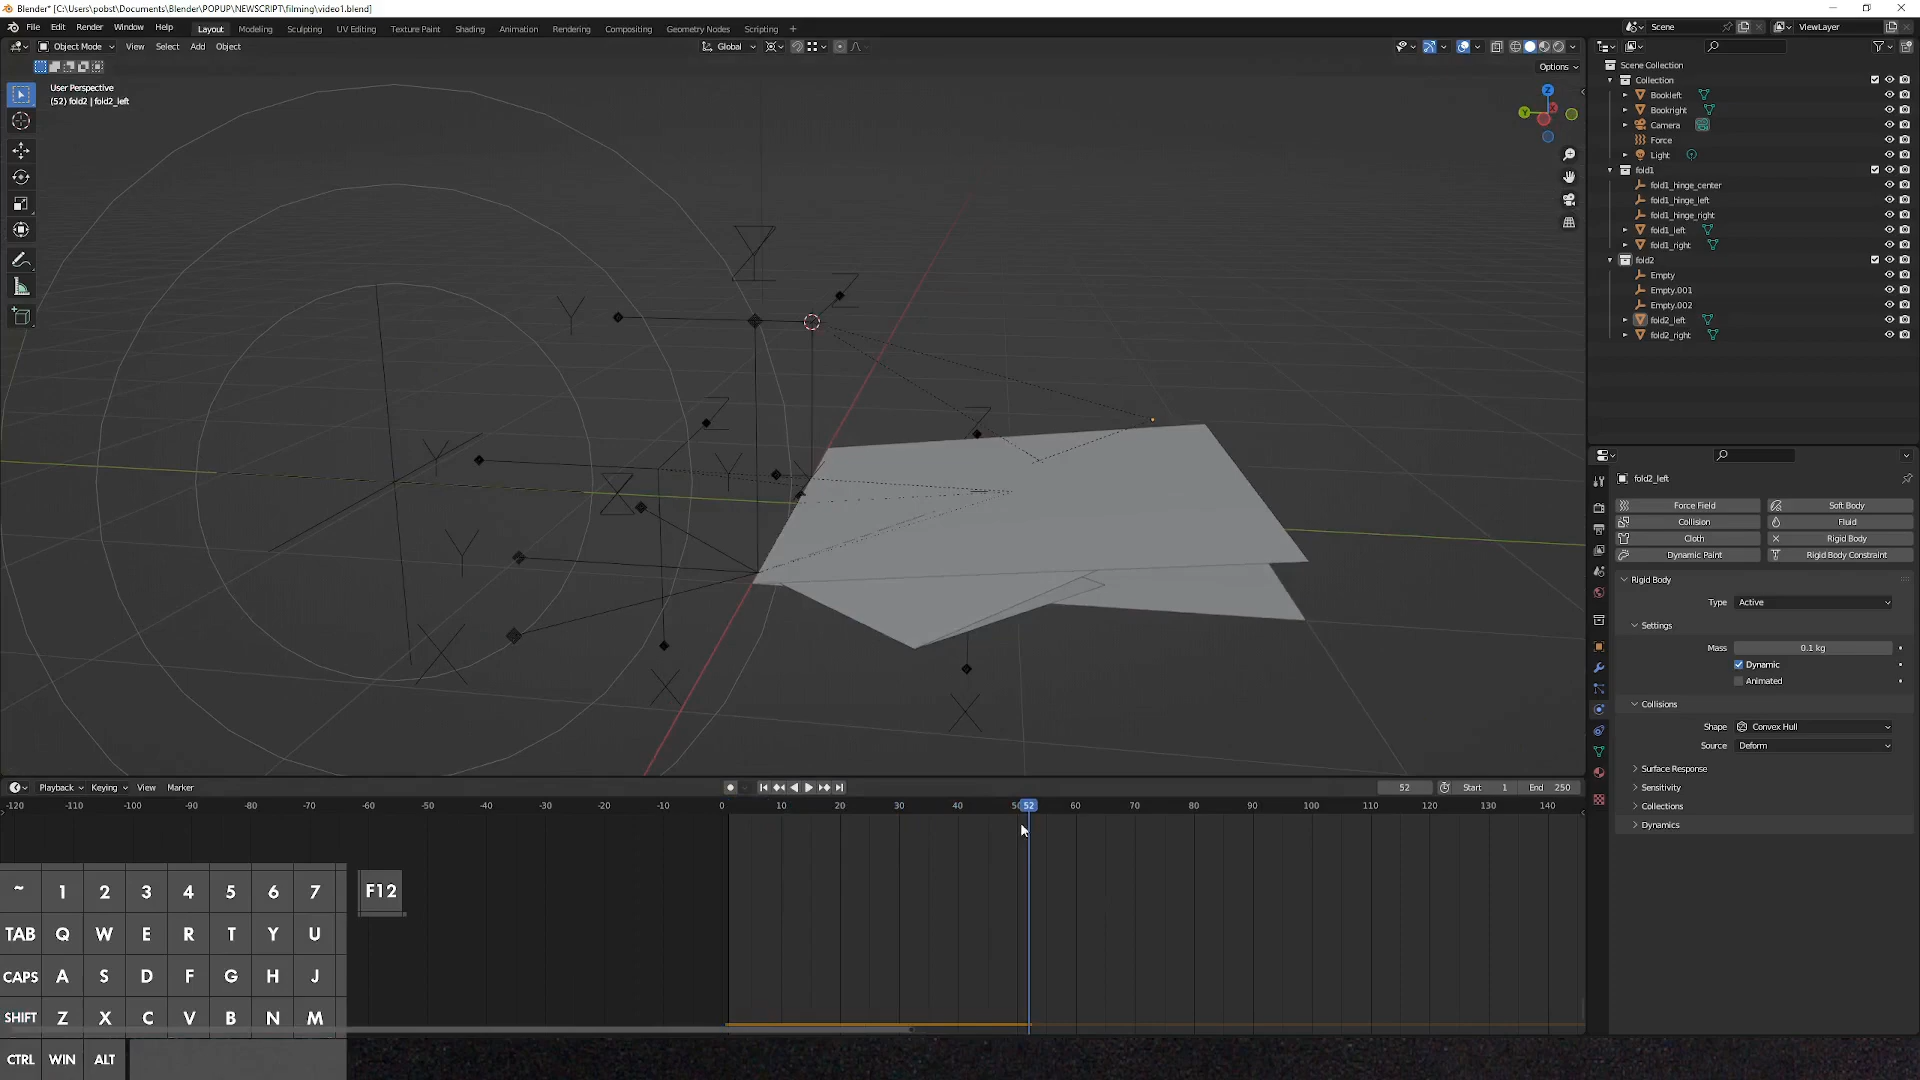 Blender* [C:\Users\pobst\Documents\Blender\POPUP\NEWSCRIPT\filming\video1.blend]
File Edit Render Window Help Layout Modeling Sculpting UV Editing Texture Paint Shading Animation Rendering Compositing Geometry Nodes Scripting + Scene ViewLayer
Object Mode View Select Add Object Global
Options
User Perspective
(52) fold2 | fold2_left
Z
Y
X
Z
Z
Y
Y
Z
Z
Y
Y
X
X
X
Scene Collection
Collection
Bookleft
Bookright
Camera
Force
Light
fold1
fold1_hinge_center
fold1_hinge_left
fold1_hinge_right
fold1_left
fold1_right
fold2
Empty
Empty.001
Empty.002
fold2_left
fold2_right
fold2_left
Force Field Soft Body
Collision Fluid
Cloth Rigid Body
Dynamic Paint Rigid Body Constraint
Rigid Body
Type Active
Settings
Mass 0.1 kg
Dynamic
Animated
Collisions
Shape Convex Hull
Source Deform
Surface Response
Sensitivity
Collections
Dynamics
Playback Keying View Marker 52 Start 1 End 250
-120 -110 -100 -90 -80 -70 -60 -50 -40 -30 -20 -10 0 10 20 30 40 52 60 70 80 90 100 110 120 130 140
~ 1 2 3 4 5 6 7 F12
TAB Q W E R T Y U
CAPS A S D F G H J
SHIFT Z X C V B N M
CTRL WIN ALT